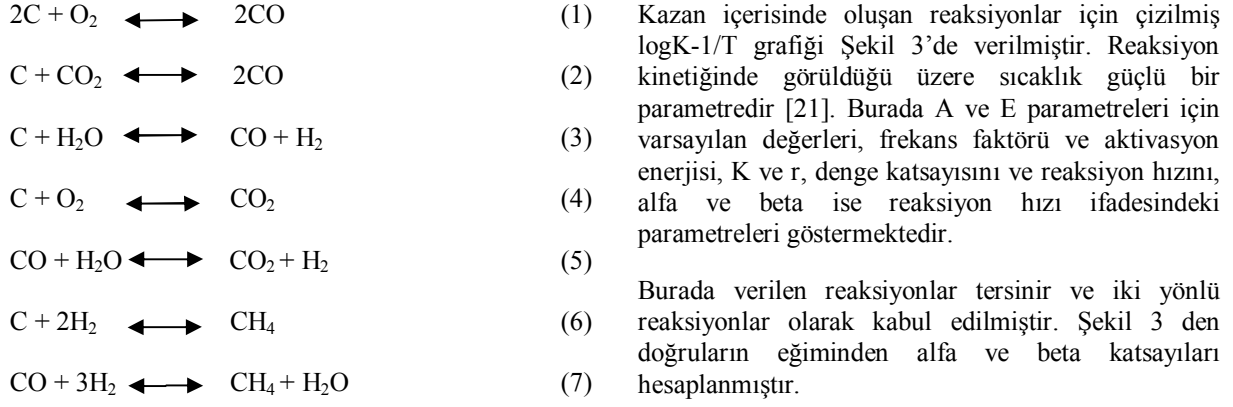 2C + O₂ ⟷ 2CO (1)
C + CO₂ ⟷ 2CO (2)
C + H₂O ⟷ CO + H₂ (3)
C + O₂ ⟷ CO₂ (4)
CO + H₂O ⟷ CO₂ + H₂ (5)
C + 2H₂ ⟷ CH₄ (6)
CO + 3H₂ ⟷ CH₄ + H₂O (7)
Kazan içerisinde oluşan reaksiyonlar için çizilmiş
logK-1/T grafiği Şekil 3’de verilmiştir. Reaksiyon
kinetiğinde görüldüğü üzere sıcaklık güçlü bir
parametredir [21]. Burada A ve E parametreleri için
varsayılan değerleri, frekans faktörü ve aktivasyon
enerjisi, K ve r, denge katsayısını ve reaksiyon hızını,
alfa ve beta ise reaksiyon hızı ifadesindeki
parametreleri göstermektedir.
Burada verilen reaksiyonlar tersinir ve iki yönlü
reaksiyonlar olarak kabul edilmiştir. Şekil 3 den
doğruların eğiminden alfa ve beta katsayıları
hesaplanmıştır.